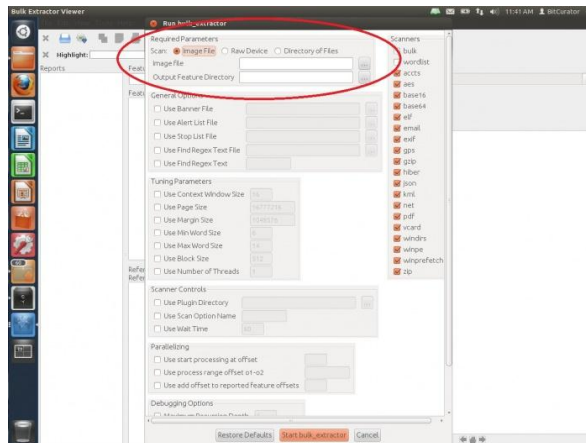 Bulk Extractor Viewer
11:41 AM BitCurator
Run bulk_extractor
Highlight:
Reports
Required Parameters
Scan: Image File Raw Device Directory of Files
Image file
Output Feature Directory
General Options
Use Banner File
Use Alert List File
Use Stop List File
Use Find Regex Text File
Use Find Regex Text
Tuning Parameters
Use Context Window Size 16
Use Page Size 16777216
Use Margin Size
Use Min Word Size 6
Use Max Word Size 14
Use Block Size 512
Use Number of Threads 1
Scanner Controls
Use Plugin Directory
Use Scan Option Name
Use Wait Time 60
Parallelizing
Use start processing at offset
Use process range offset o1-o2
Use add offset to reported feature offsets
Debugging Options
Maximum Recursion Depth
Scanners
bulk
wordlist
accts
aes
base16
base64
elf
email
exif
gps
gzip
hiber
json
kml
net
pdf
vcard
windirs
winpe
winprefetch
zip
Restore Defaults Start bulk_extractor Cancel